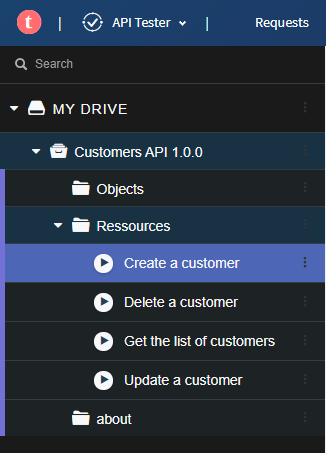 t | API Tester | Requests
Search
MY DRIVE
Customers API 1.0.0
Objects
Ressources
Create a customer
Delete a customer
Get the list of customers
Update a customer
about